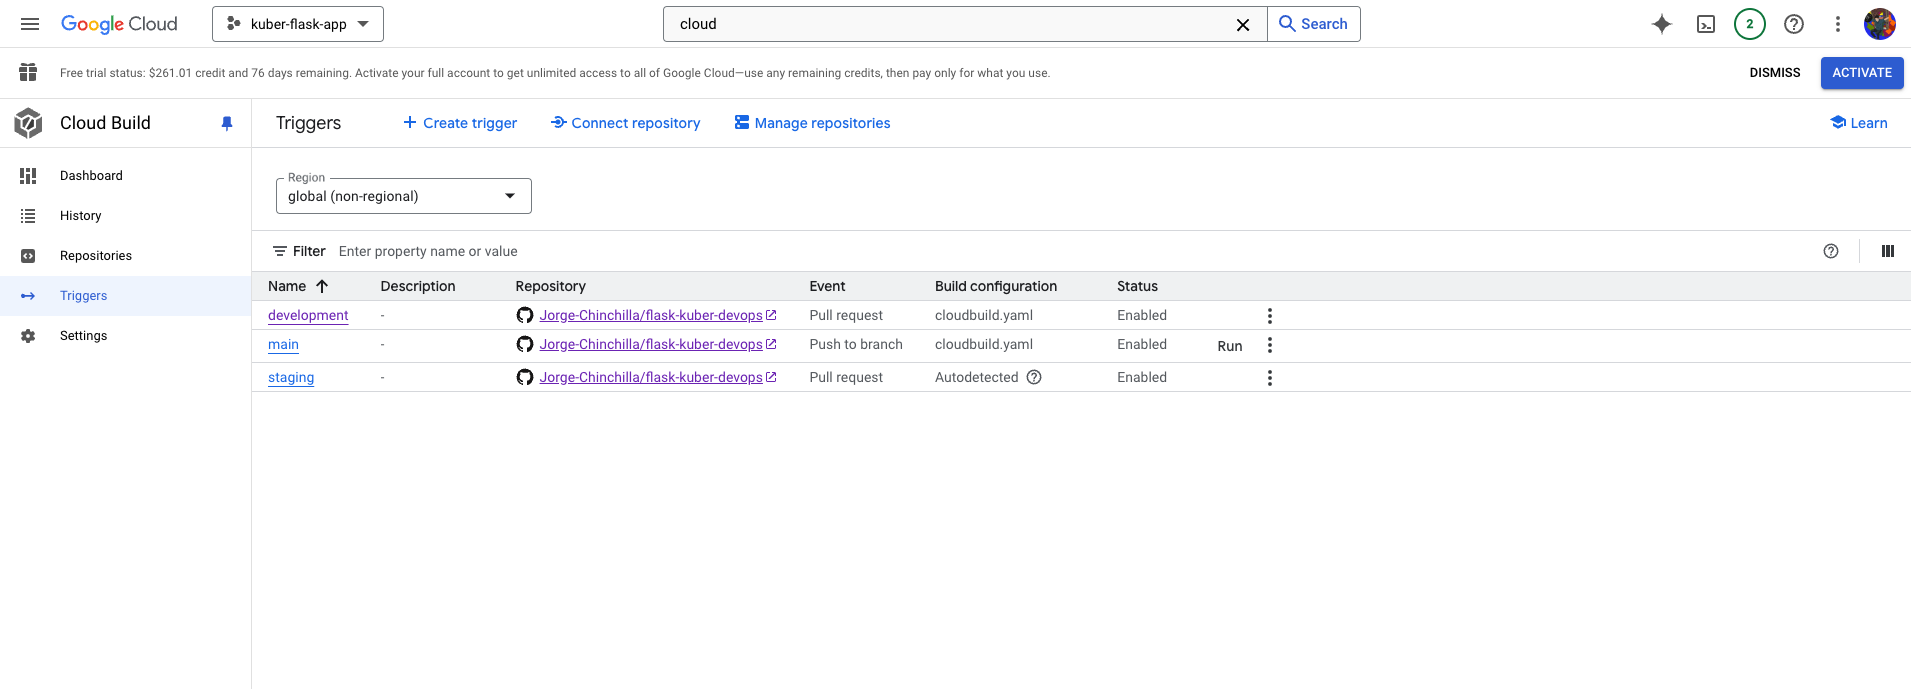 Google Cloud kuber-flask-app cloud Search 2
Free trial status: $261.01 credit and 76 days remaining. Activate your full account to get unlimited access to all of Google Cloud—use any remaining credits, then pay only for what you use. DISMISS ACTIVATE
Cloud Build
Dashboard
History
Repositories
Triggers
Settings
Triggers Create trigger Connect repository Manage repositories Learn
Region
global (non-regional)
Filter Enter property name or value
Name Description Repository Event Build configuration Status
development - Jorge-Chinchilla/flask-kuber-devops Pull request cloudbuild.yaml Enabled
main - Jorge-Chinchilla/flask-kuber-devops Push to branch cloudbuild.yaml Enabled Run
staging - Jorge-Chinchilla/flask-kuber-devops Pull request Autodetected Enabled